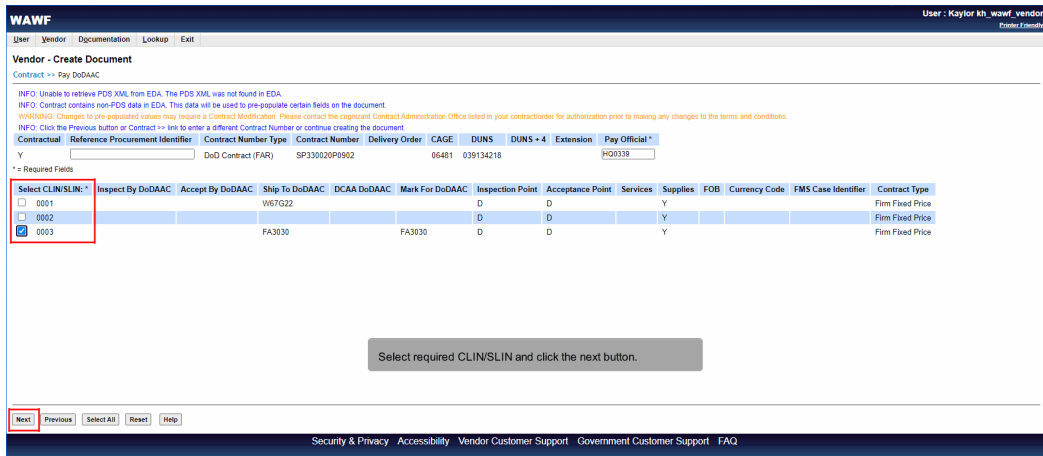 User : Kaylor kh_wawf_vendor
WAWF
Printer Friendly
User Vendor Documentation Lookup Exit
Vendor - Create Document
Contract >> Pay DoDAAC
INFO: Unable to retrieve PDS XML from EDA. The PDS XML was not found in EDA.
INFO: Contract contains non-PDS data in EDA. This data will be used to pre-populate certain fields on the document.
WARNING: Changes to pre-populated values may require a Contract Modification. Please contact the cognizant Contract Administration Office listed in your contract/order for authorization prior to making any changes to the terms and conditions.
INFO: Click the Previous button or Contract >> link to enter a different Contract Number or continue creating the document.
Contractual Reference Procurement Identifier Contract Number Type Contract Number Delivery Order CAGE DUNS DUNS + 4 Extension Pay Official *
Y DoD Contract (FAR) SP330020P0902 06481 039134218 HQ0339
* = Required Fields
Select CLIN/SLIN: * Inspect By DoDAAC Accept By DoDAAC Ship To DoDAAC DCAA DoDAAC Mark For DoDAAC Inspection Point Acceptance Point Services Supplies FOB Currency Code FMS Case Identifier Contract Type
0001 W67G22 D D Y Firm Fixed Price
0002 D D Y Firm Fixed Price
0003 FA3030 FA3030 D D Y Firm Fixed Price
Select required CLIN/SLIN and click the next button.
Next Previous Select All Reset Help
Security & Privacy Accessibility Vendor Customer Support Government Customer Support FAQ